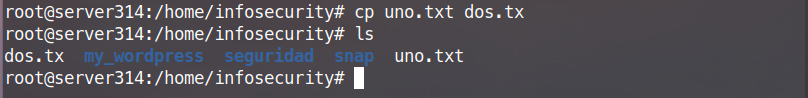 root@server314:/home/infosecurity# cp uno.txt dos.tx
root@server314:/home/infosecurity# ls
dos.tx  my_wordpress  seguridad  snap  uno.txt
root@server314:/home/infosecurity#